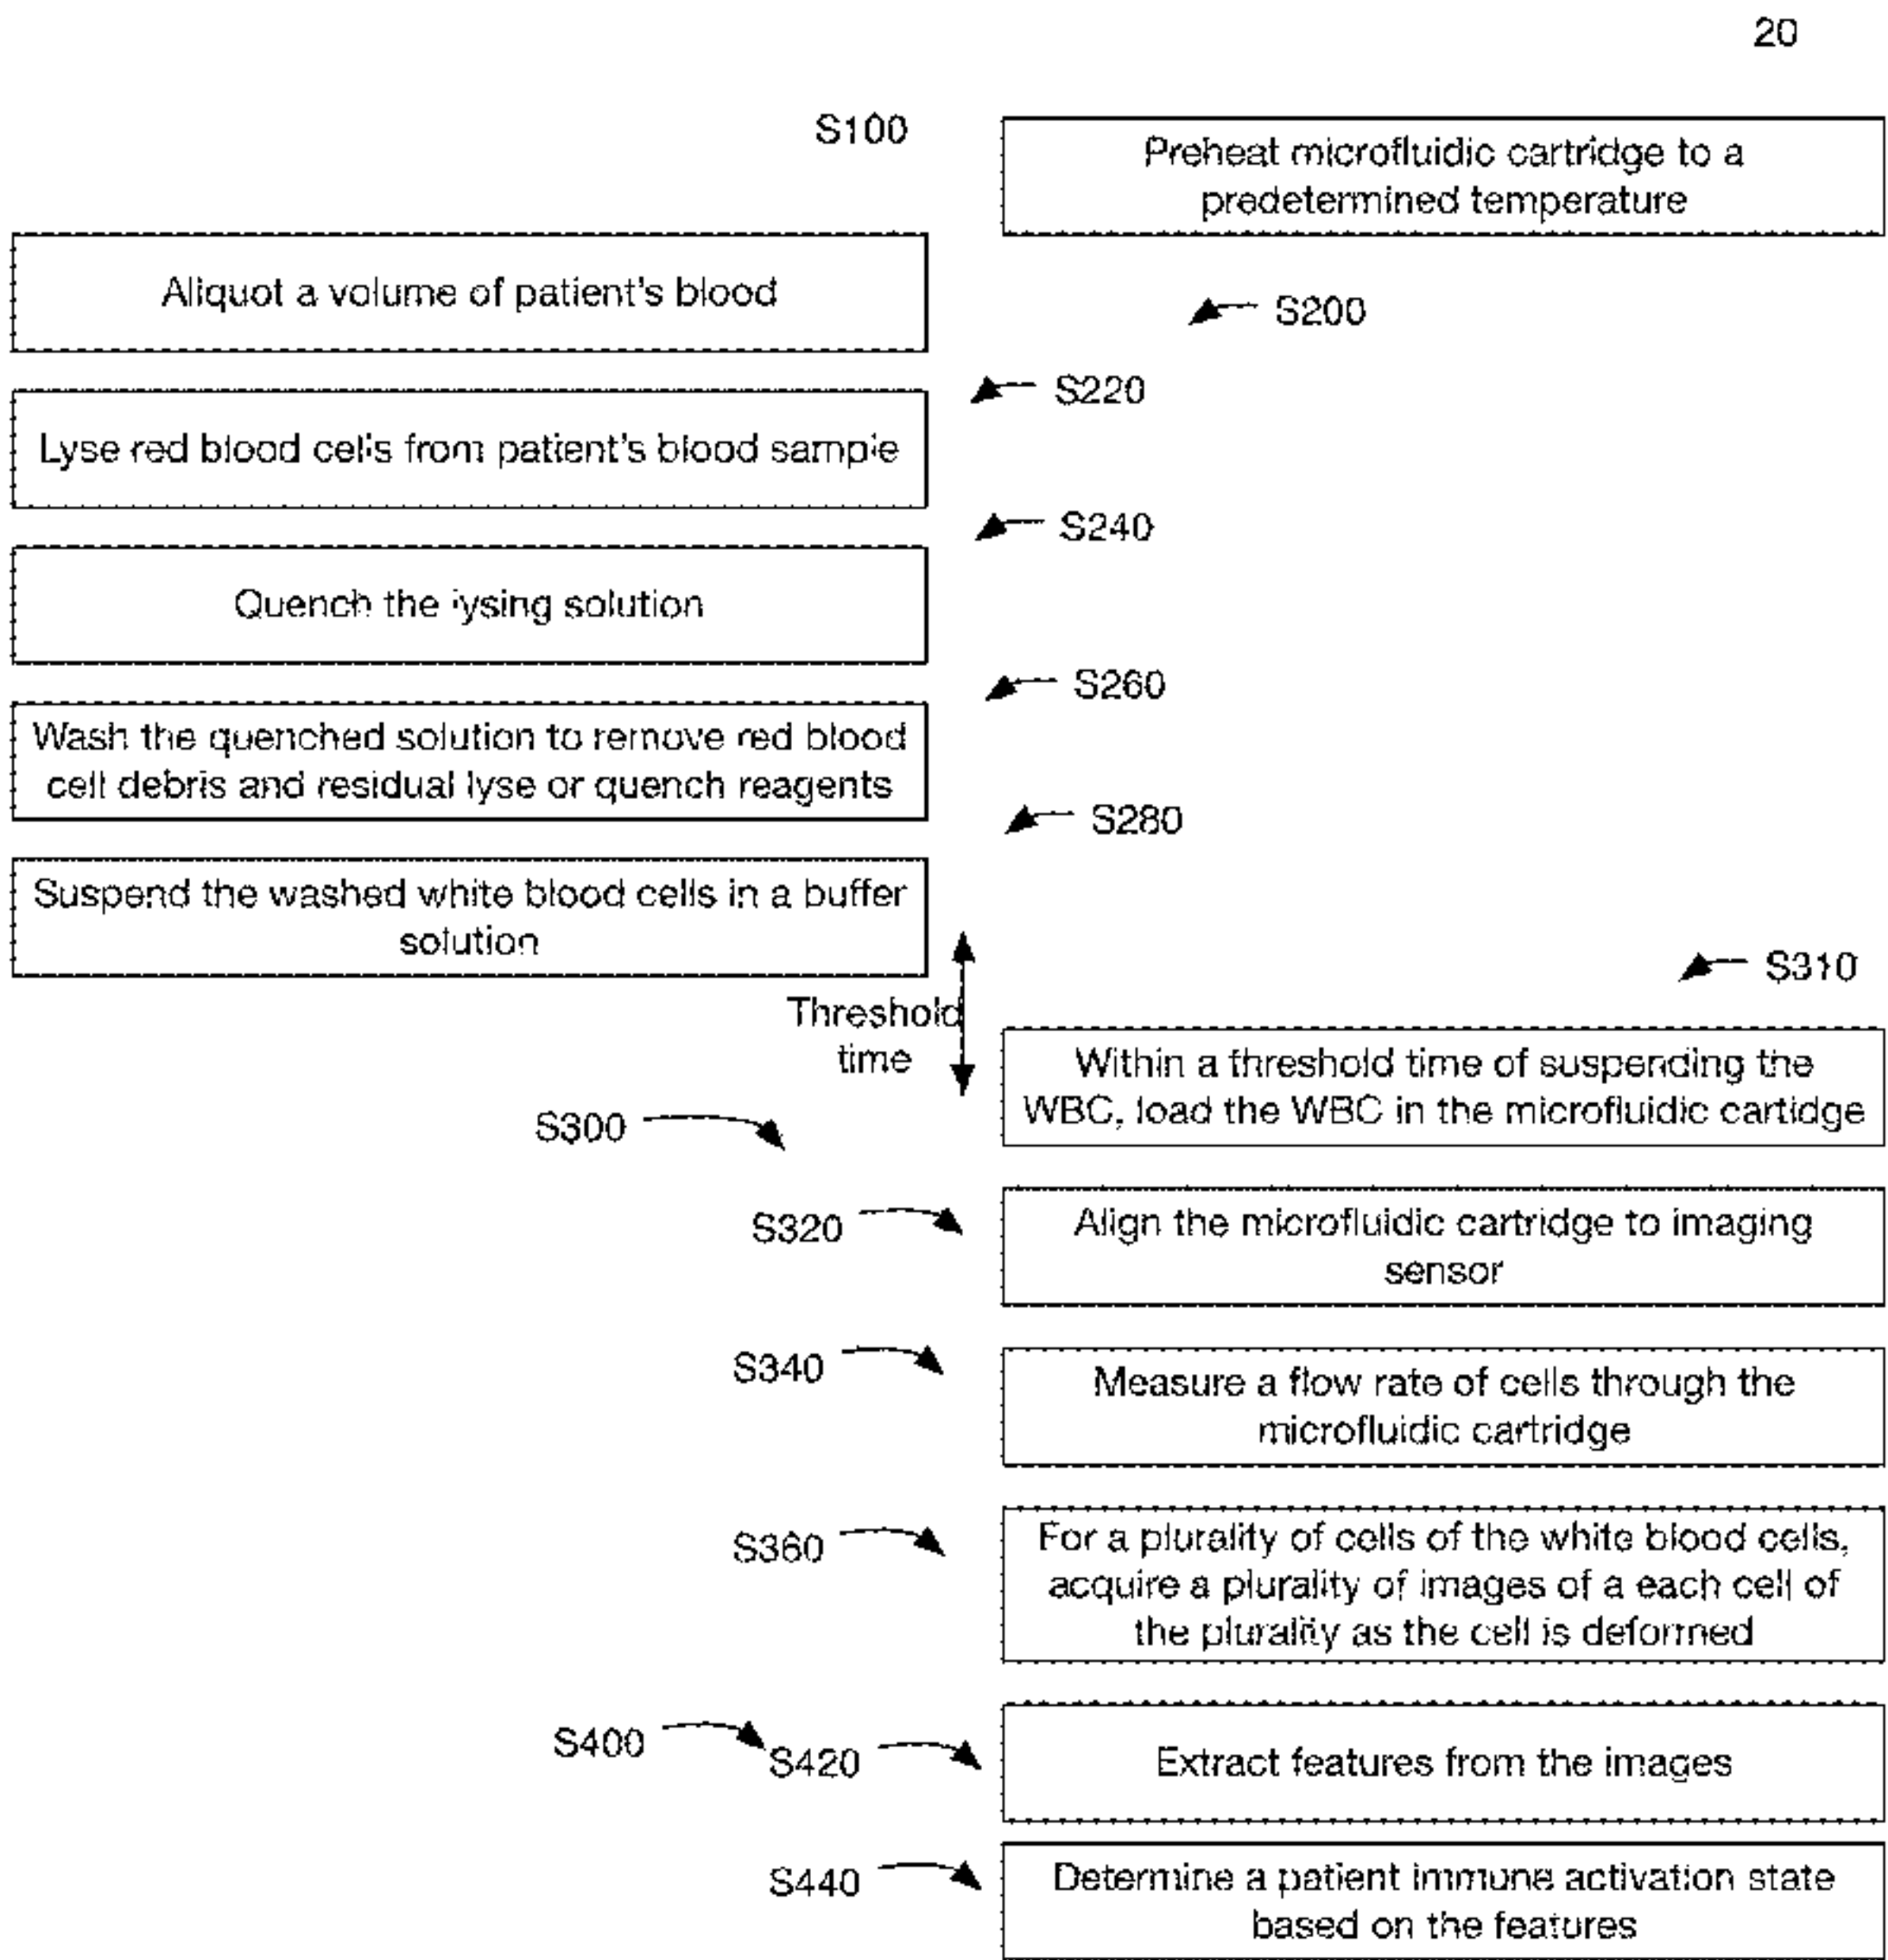 20
S100
Preheat microfluidic cartridge to a
predetermined temperature
Aliquot a volume of patient's blood
S200
S220
Lyse red blood cells from patient's blood sample
S240
Quench the lysing solution
S260
Wash the quenched solution to remove red blood
cell debris and residual lyse or quench reagents
S280
Suspend the washed white blood cells in a buffer
solution
S310
Threshold
time
Within a threshold time of suspending the
WBC, load the WBC in the microfluidic cartidge
S300
S320
Align the microfluidic cartridge to imaging
sensor
S340
Measure a flow rate of cells through the
microfluidic cartridge
S360
For a plurality of cells of the white blood cells,
acquire a plurality of images of a each cell of
the plurality as the cell is deformed
S400
S420
Extract features from the images
S440
Determine a patient immune activation state
based on the features